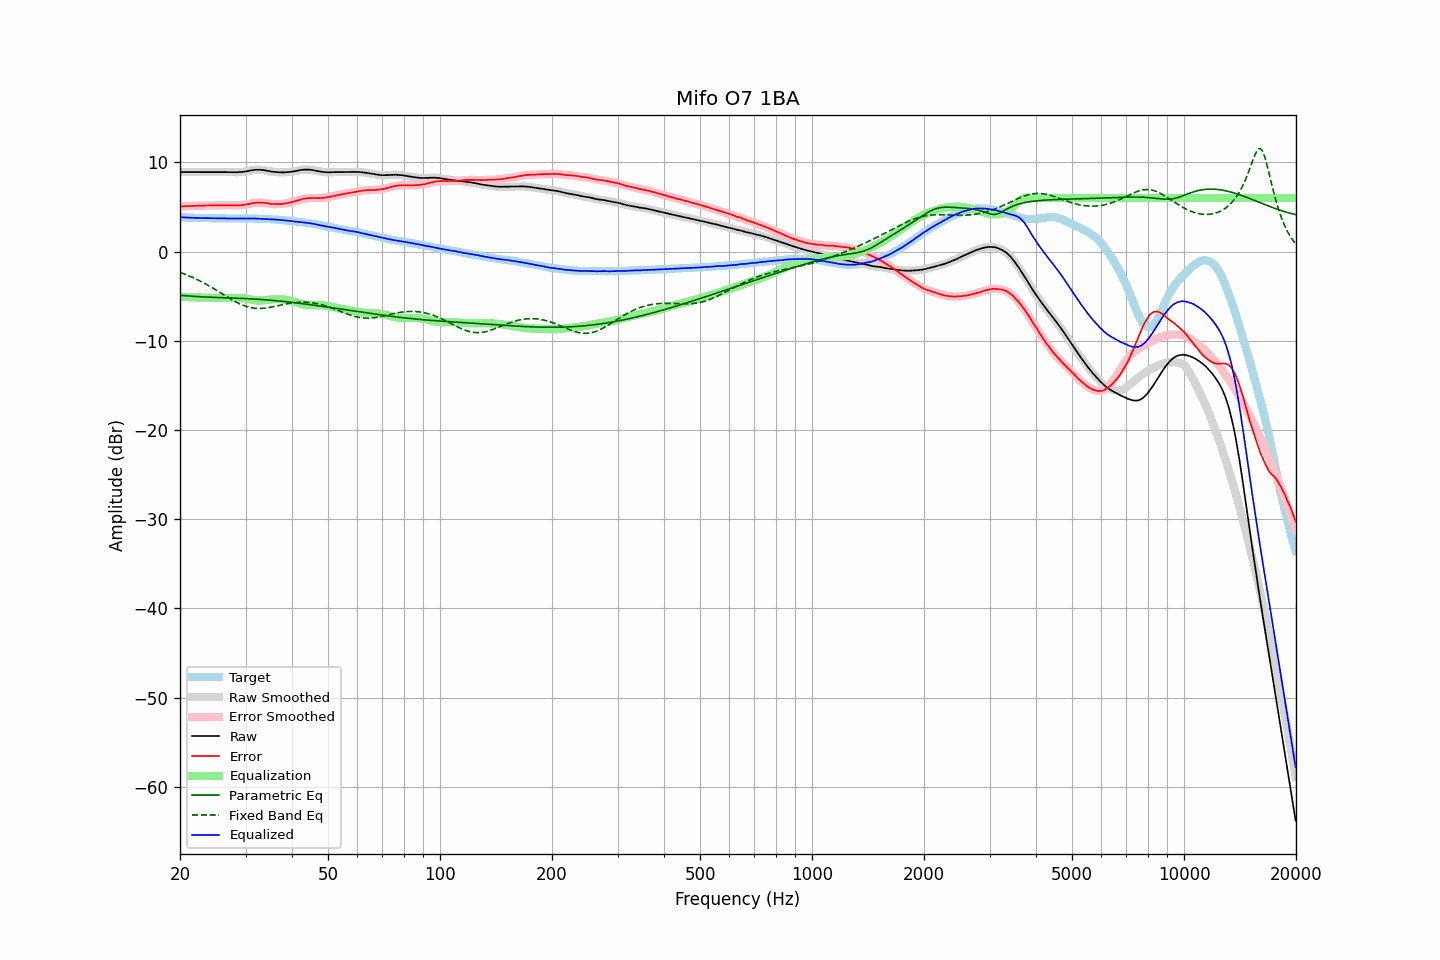 Mifo O7 1BA
10
0
−10
−20
−30
−40
−50
−60
Amplitude (dBr)
Target
Raw Smoothed
Error Smoothed
Raw
Error
Equalization
Parametric Eq
Fixed Band Eq
Equalized
20 50 100 200 500 1000 2000 5000 10000 20000
Frequency (Hz)